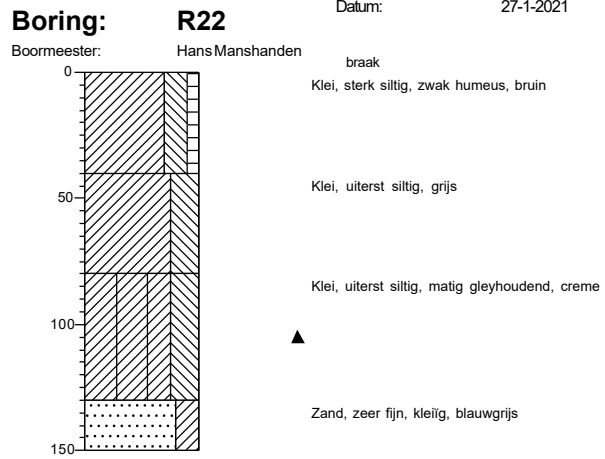 Boring: R22 Datum: 27-1-2021
Boormeester: Hans Manshanden
braak
0
Klei, sterk siltig, zwak humeus, bruin
50
Klei, uiterst siltig, grijs
Klei, uiterst siltig, matig gleyhoudend, creme
100
Zand, zeer fijn, kleiïg, blauwgrijs
150